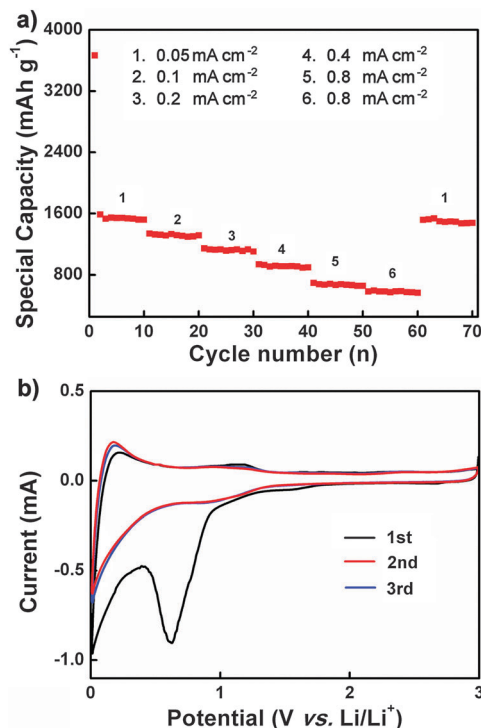 a)
4000
3200
2400
1600
800
Special Capacity (mAh g⁻¹)
1. 0.05 mA cm⁻² 4. 0.4 mA cm⁻²
2. 0.1 mA cm⁻² 5. 0.8 mA cm⁻²
3. 0.2 mA cm⁻² 6. 0.8 mA cm⁻²
1 2 3 4 5 6 1
0 10 20 30 40 50 60 70
Cycle number (n)
b)
0.5
0.0
-0.5
-1.0
Current (mA)
1st
2nd
3rd
0 1 2 3
Potential (V vs. Li/Li⁺)